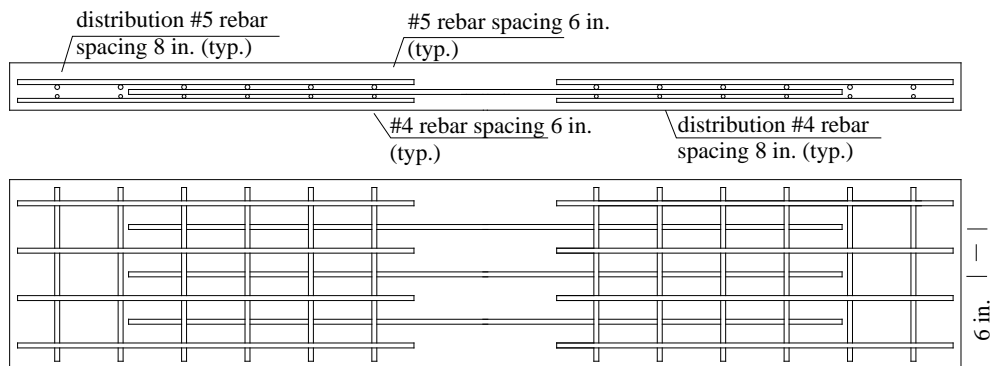 distribution #5 rebar
spacing 8 in. (typ.)
#5 rebar spacing 6 in.
(typ.)
#4 rebar spacing 6 in.
(typ.)
distribution #4 rebar
spacing 8 in. (typ.)
6 in.